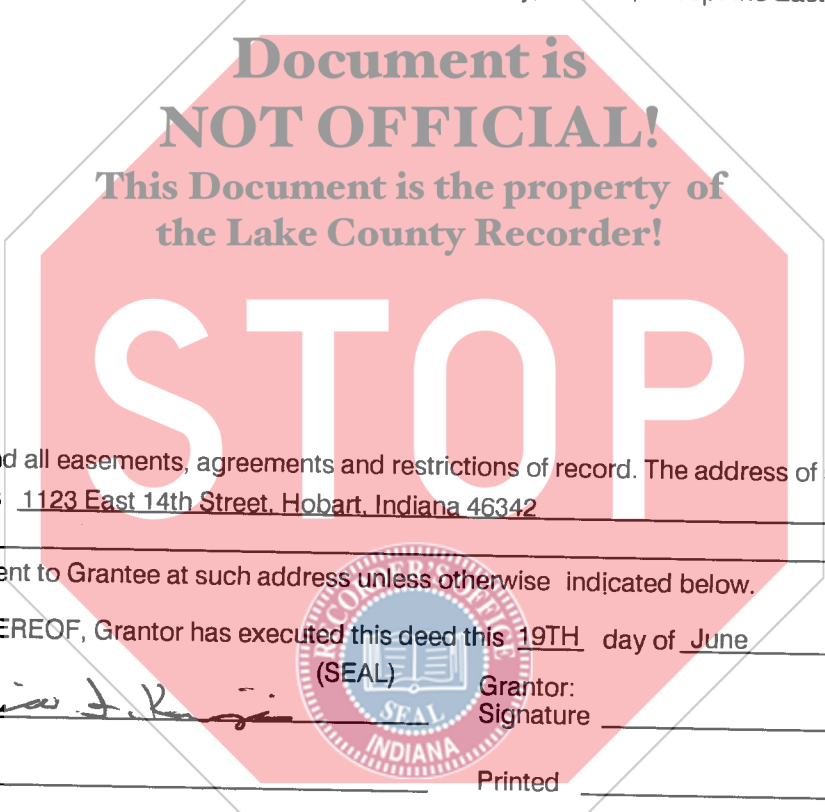 Document is
NOT OFFICIAL!
This Document is the property of
the Lake County Recorder!
STOP
d all easements, agreements and restrictions of record. The address of
1123 East 14th Street, Hobart, Indiana 46342
ent to Grantee at such address unless otherwise indicated below.
EREOF, Grantor has executed this deed this 19TH day of June
(SEAL)
Grantor:
Signature
Printed
RECORDER'S OFFICE
SEAL
INDIANA